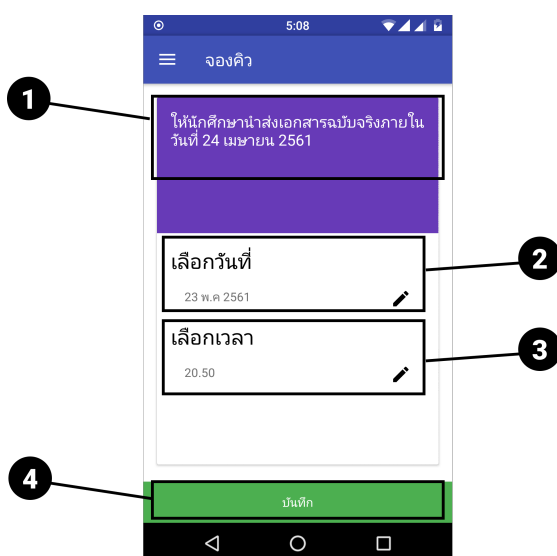 5:08
จองคิว
1
ให้นักศึกษานำส่งเอกสารฉบับจริงภายใน
วันที่ 24 เมษายน 2561
เลือกวันที่
2
23 พ.ค 2561
เลือกเวลา
3
20.50
4
บันทึก